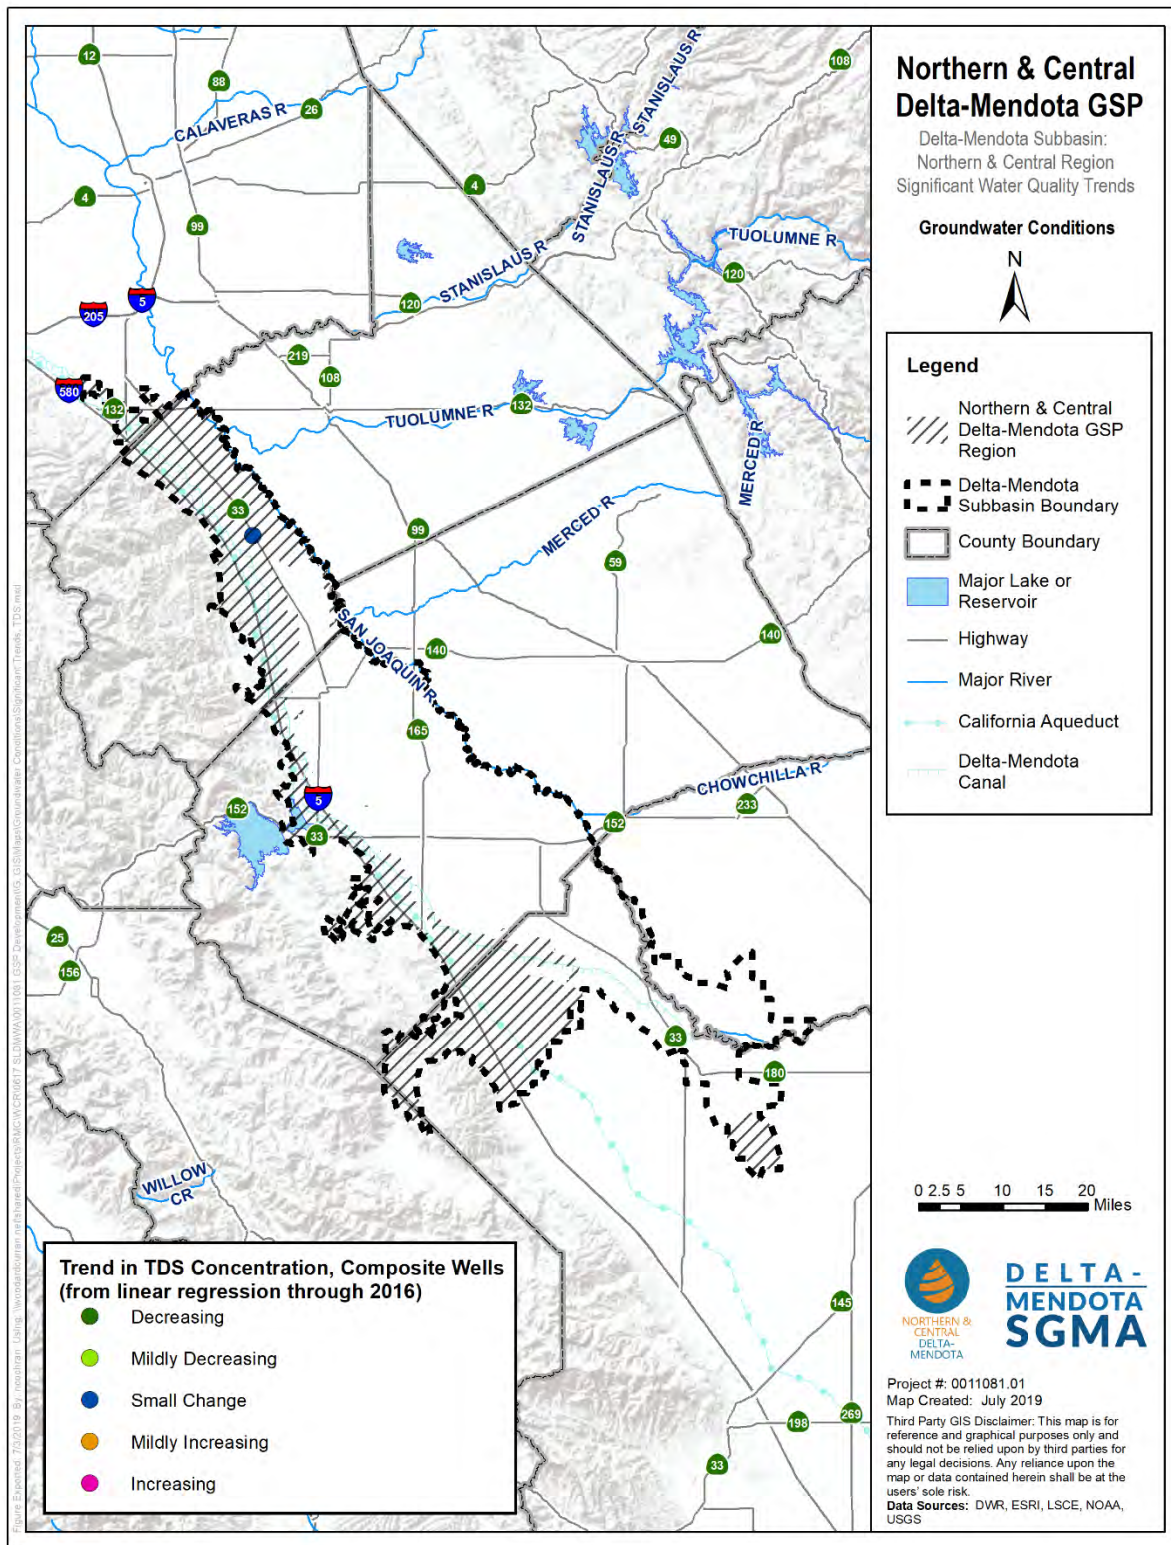 Northern & Central
Delta-Mendota GSP
Delta-Mendota Subbasin:
Northern & Central Region
Significant Water Quality Trends
Groundwater Conditions
N
Legend
Northern & Central
Delta-Mendota GSP
Region
Delta-Mendota
Subbasin Boundary
County Boundary
Major Lake or
Reservoir
Highway
Major River
California Aqueduct
Delta-Mendota
Canal
0 2.5 5 10 15 20
Miles
NORTHERN &
CENTRAL
DELTA-
MENDOTA
DELTA-
MENDOTA
SGMA
Project #: 0011081.01
Map Created: July 2019
Third Party GIS Disclaimer: This map is for
reference and graphical purposes only and
should not be relied upon by third parties for
any legal decisions. Any reliance upon the
map or data contained herein shall be at the
users' sole risk.
Data Sources: DWR, ESRI, LSCE, NOAA,
USGS
12
88
26
108
CALAVERAS R
STANISLAUS R
49
4
4
STANISLAUS R
99
TUOLUMNE R
STANISLAUS R
120
5
205
120
219
108
580
132
132
TUOLUMNE R
MERCED R
33
99
MERCED R
59
SAN JOAQUIN R
140
140
165
CHOWCHILLA R
5
152
233
152
33
25
156
33
180
WILLOW
CR
145
269
198
33
Trend in TDS Concentration, Composite Wells
(from linear regression through 2016)
Decreasing
Mildly Decreasing
Small Change
Mildly Increasing
Increasing